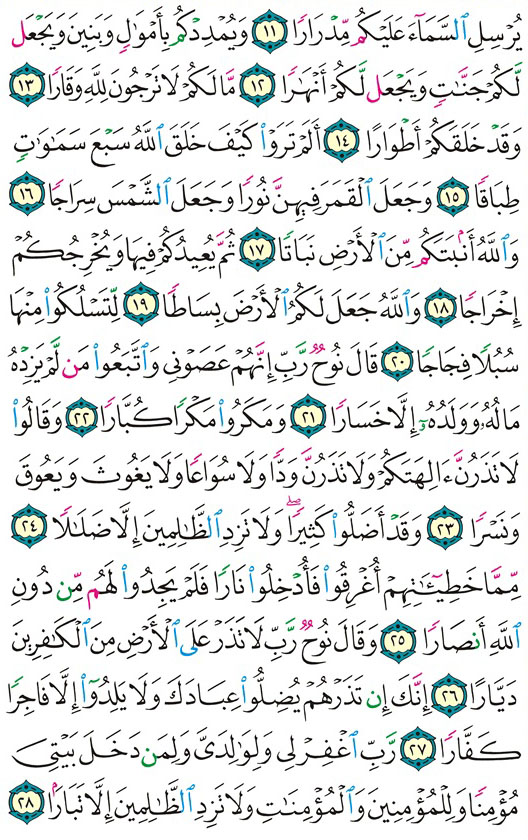 يُرْسِلِ ٱلسَّمَآءَ عَلَيْكُم مِّدْرَارًا ١١ وَيُمْدِدْكُم بِأَمْوَٰلٍ وَبَنِينَ وَيَجْعَل
لَّكُمْ جَنَّٰتٍ وَيَجْعَل لَّكُمْ أَنْهَٰرًا ١٢ مَّا لَكُمْ لَا تَرْجُونَ لِلَّهِ وَقَارًا ١٣
وَقَدْ خَلَقَكُمْ أَطْوَارًا ١٤ أَلَمْ تَرَوْا۟ كَيْفَ خَلَقَ ٱللَّهُ سَبْعَ سَمَٰوَٰتٍ
طِبَاقًا ١٥ وَجَعَلَ ٱلْقَمَرَ فِيهِنَّ نُورًا وَجَعَلَ ٱلشَّمْسَ سِرَاجًا ١٦
وَٱللَّهُ أَنۢبَتَكُم مِّنَ ٱلْأَرْضِ نَبَاتًا ١٧ ثُمَّ يُعِيدُكُمْ فِيهَا وَيُخْرِجُكُمْ
إِخْرَاجًا ١٨ وَٱللَّهُ جَعَلَ لَكُمُ ٱلْأَرْضَ بِسَاطًا ١٩ لِّتَسْلُكُوا۟ مِنْهَا
سُبُلًا فِجَاجًا ٢٠ قَالَ نُوحٌ رَّبِّ إِنَّهُمْ عَصَوْنِى وَٱتَّبَعُوا۟ مَن لَّمْ يَزِدْهُ
مَالُهُۥ وَوَلَدُهُۥٓ إِلَّا خَسَارًا ٢١ وَمَكَرُوا۟ مَكْرًا كُبَّارًا ٢٢ وَقَالُوا۟
لَا تَذَرُنَّ ءَالِهَتَكُمْ وَلَا تَذَرُنَّ وَدًّا وَلَا سُوَاعًا وَلَا يَغُوثَ وَيَعُوقَ
وَنَسْرًا ٢٣ وَقَدْ أَضَلُّوا۟ كَثِيرًا ۖ وَلَا تَزِدِ ٱلظَّٰلِمِينَ إِلَّا ضَلَٰلًا ٢٤
مِّمَّا خَطِيٓـَٰٔتِهِمْ أُغْرِقُوا۟ فَأُدْخِلُوا۟ نَارًا فَلَمْ يَجِدُوا۟ لَهُم مِّن دُونِ
ٱللَّهِ أَنصَارًا ٢٥ وَقَالَ نُوحٌ رَّبِّ لَا تَذَرْ عَلَى ٱلْأَرْضِ مِنَ ٱلْكَٰفِرِينَ
دَيَّارًا ٢٦ إِنَّكَ إِن تَذَرْهُمْ يُضِلُّوا۟ عِبَادَكَ وَلَا يَلِدُوٓا۟ إِلَّا فَاجِرًا
كَفَّارًا ٢٧ رَّبِّ ٱغْفِرْ لِى وَلِوَٰلِدَىَّ وَلِمَن دَخَلَ بَيْتِىَ
مُؤْمِنًا وَلِلْمُؤْمِنِينَ وَٱلْمُؤْمِنَٰتِ وَلَا تَزِدِ ٱلظَّٰلِمِينَ إِلَّا تَبَارًۢا ٢٨